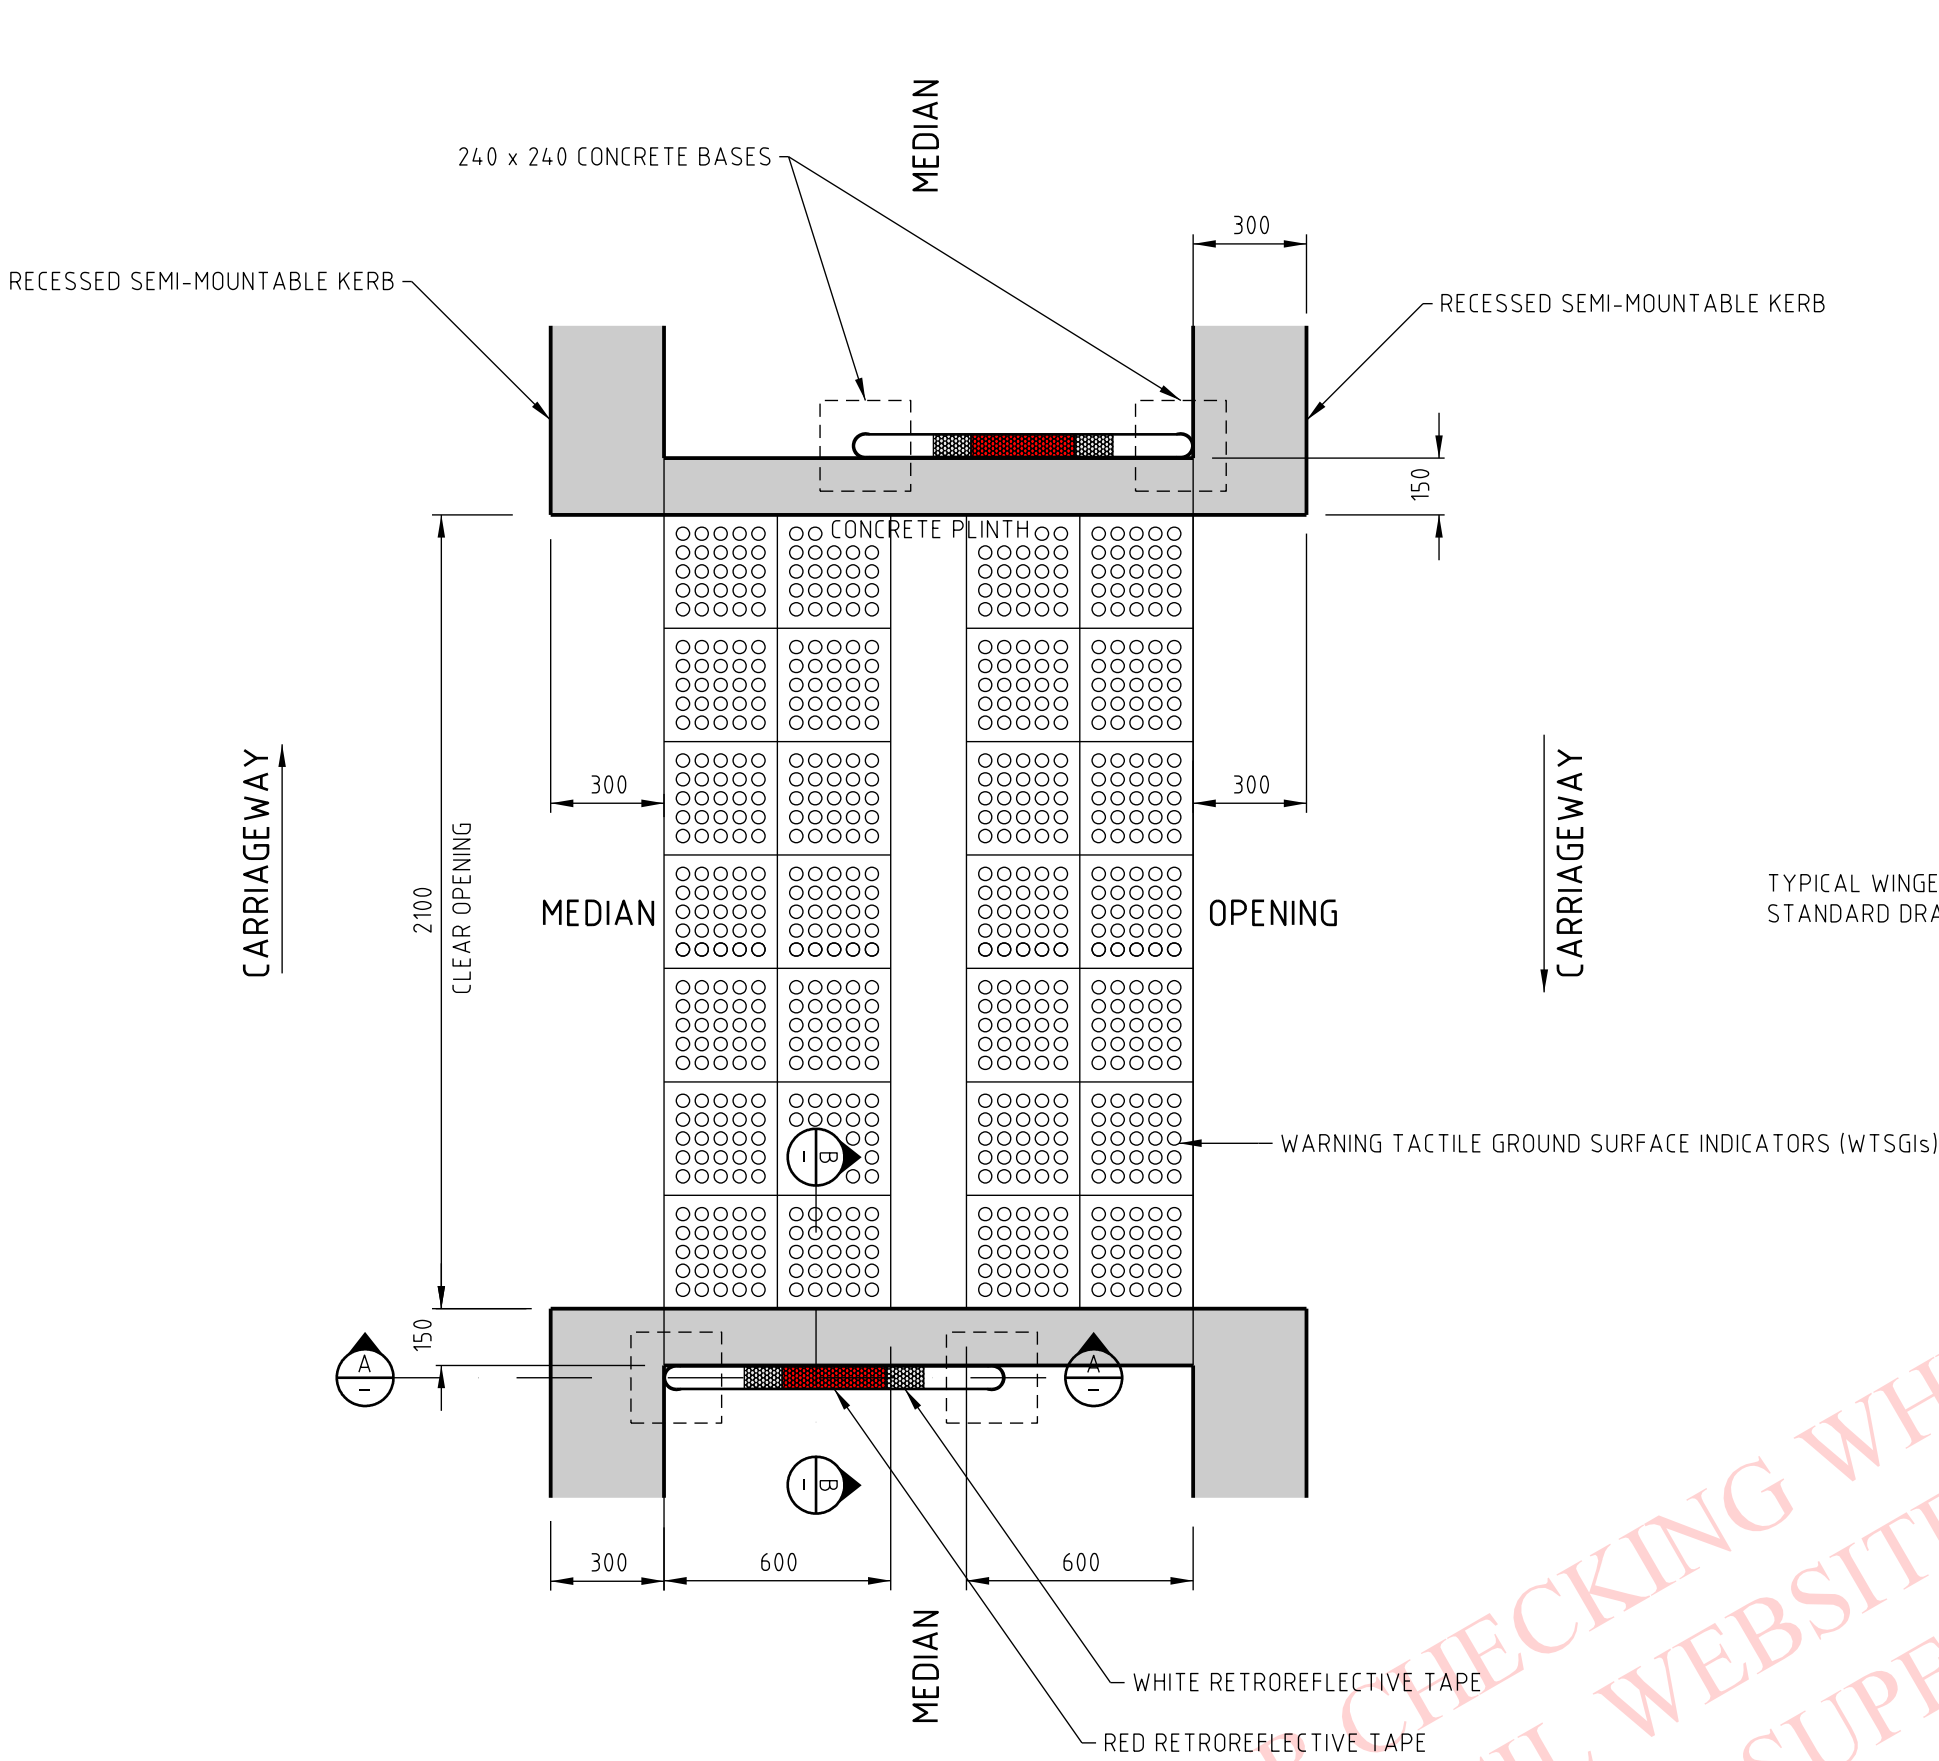 MEDIAN
240 x 240 CONCRETE BASES
300
RECESSED SEMI-MOUNTABLE KERB
RECESSED SEMI-MOUNTABLE KERB
150
CONCRETE PLINTH
300
300
CARRIAGEWAY
2100
CLEAR OPENING
MEDIAN
OPENING
CARRIAGEWAY
TYPICAL WINGE
STANDARD DRA
WARNING TACTILE GROUND SURFACE INDICATORS (WTSGIs)
B
-
150
A
-
A
-
B
-
300
600
600
MEDIAN
WHITE RETROREFLECTIVE TAPE
RED RETROREFLECTIVE TAPE
CHECKING WH
WEBSIT
SUP